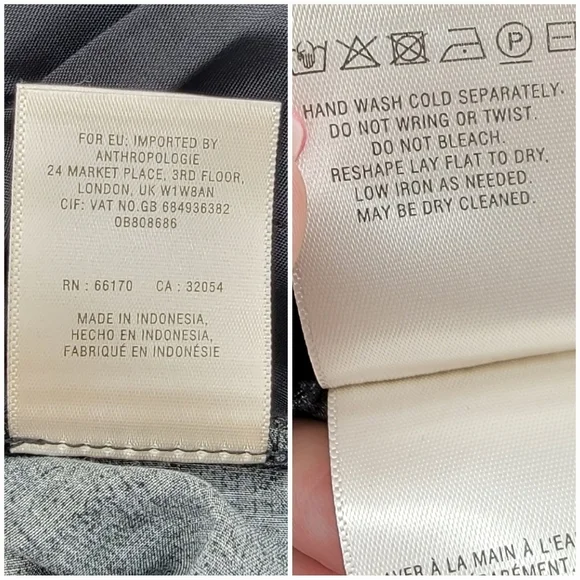 FOR EU: IMPORTED BY
ANTHROPOLOGIE
24 MARKET PLACE, 3RD FLOOR,
LONDON, UK W1W8AN
CIF: VAT NO.GB 684936382
OB808686
RN : 66170 CA : 32054
MADE IN INDONESIA,
HECHO EN INDONESIA,
FABRIQUÉ EN INDONÉSIE
P
HAND WASH COLD SEPARATELY.
DO NOT WRING OR TWIST.
DO NOT BLEACH.
RESHAPE LAY FLAT TO DRY.
LOW IRON AS NEEDED.
MAY BE DRY CLEANED.
À LA MAIN À